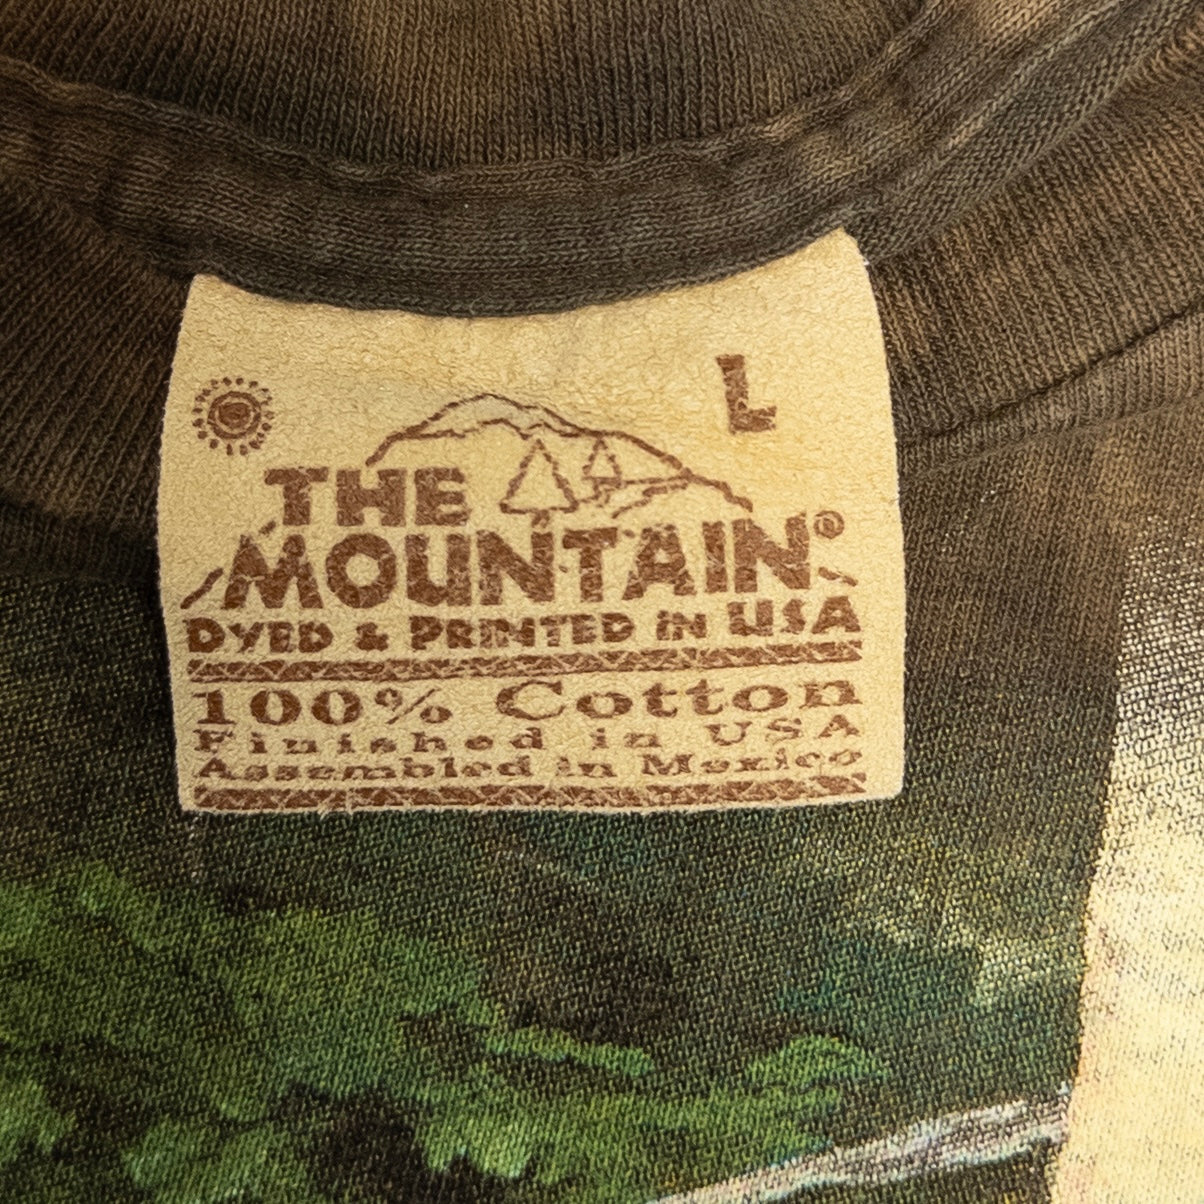 L
THE
MOUNTAIN®
DYED & PRINTED IN USA
100% Cotton
Finished in USA
Assembled in Mexico